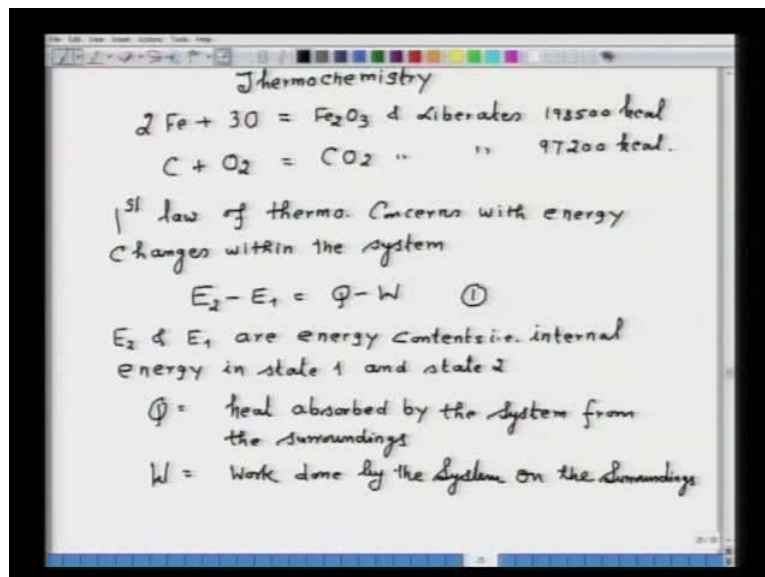 Thermochemistry
2 Fe + 3O = Fe2O3 & Liberates 198500 kcal
C + O2 = CO2 " " 97200 kcal.
1st law of thermo. Concerns with energy
Changes within the system
E2 - E1 = Q - W ①
E2 & E1 are energy contents i.e. internal
energy in state 1 and state 2
Q = heat absorbed by the System from
the surroundings
W = Work done by the System on the Surroundings